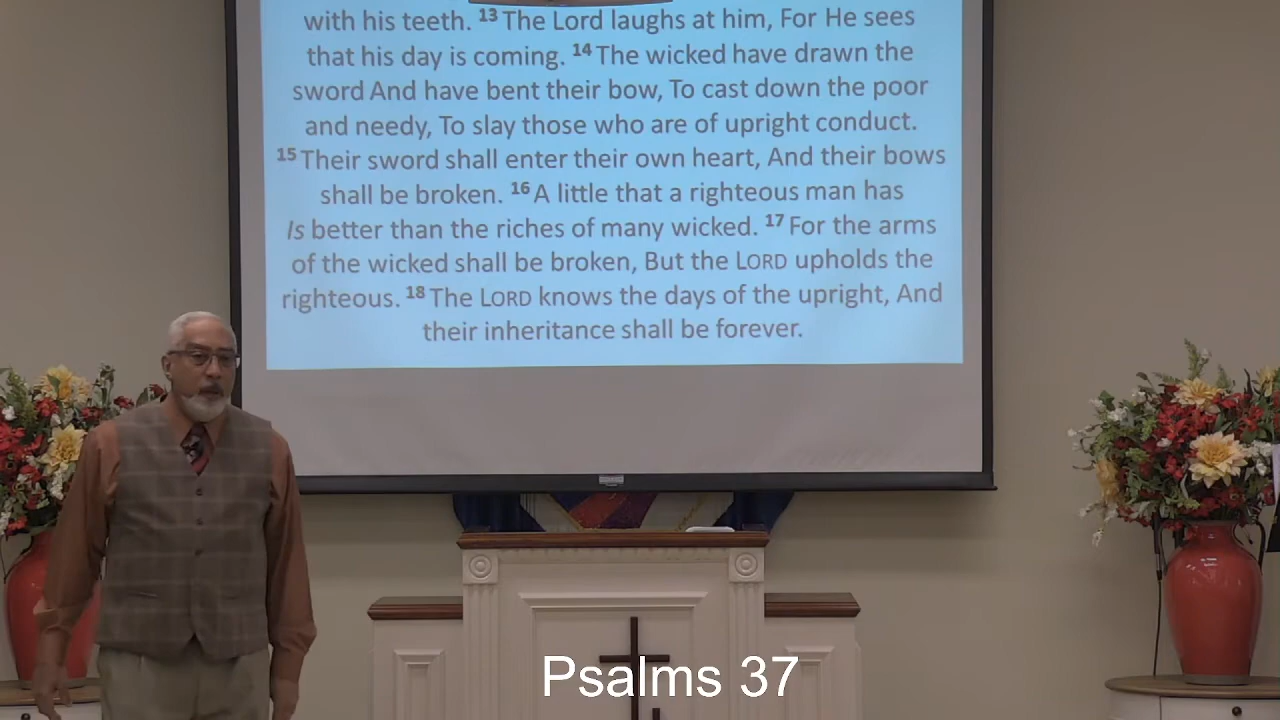 with his teeth. 13 The Lord laughs at him, For He sees
that his day is coming. 14 The wicked have drawn the
sword And have bent their bow, To cast down the poor
and needy, To slay those who are of upright conduct.
15 Their sword shall enter their own heart, And their bows
shall be broken. 16 A little that a righteous man has
Is better than the riches of many wicked. 17 For the arms
of the wicked shall be broken, But the LORD upholds the
righteous. 18 The LORD knows the days of the upright, And
their inheritance shall be forever.
Psalms 37